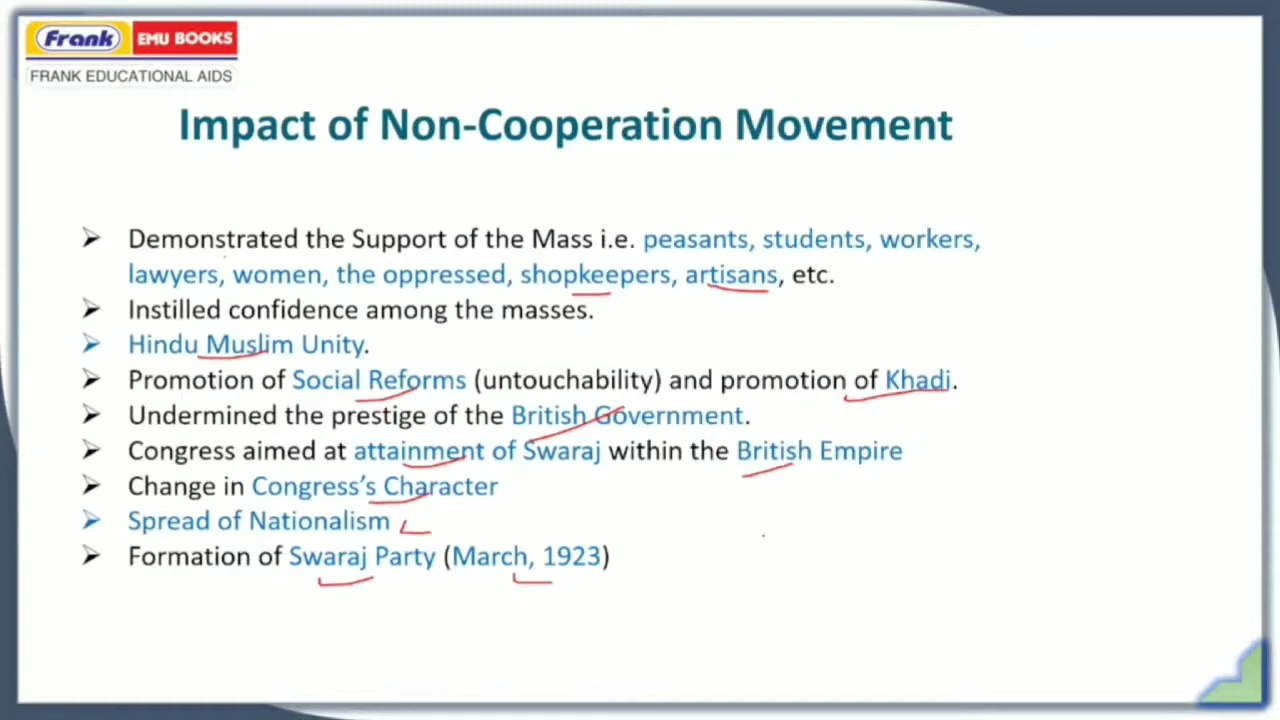 Frank EMU BOOKS
FRANK EDUCATIONAL AIDS
Impact of Non-Cooperation Movement
➤ Demonstrated the Support of the Mass i.e. peasants, students, workers,
lawyers, women, the oppressed, shopkeepers, artisans, etc.
➤ Instilled confidence among the masses.
➤ Hindu Muslim Unity.
➤ Promotion of Social Reforms (untouchability) and promotion of Khadi.
➤ Undermined the prestige of the British Government.
➤ Congress aimed at attainment of Swaraj within the British Empire
➤ Change in Congress's Character
➤ Spread of Nationalism
➤ Formation of Swaraj Party (March, 1923)